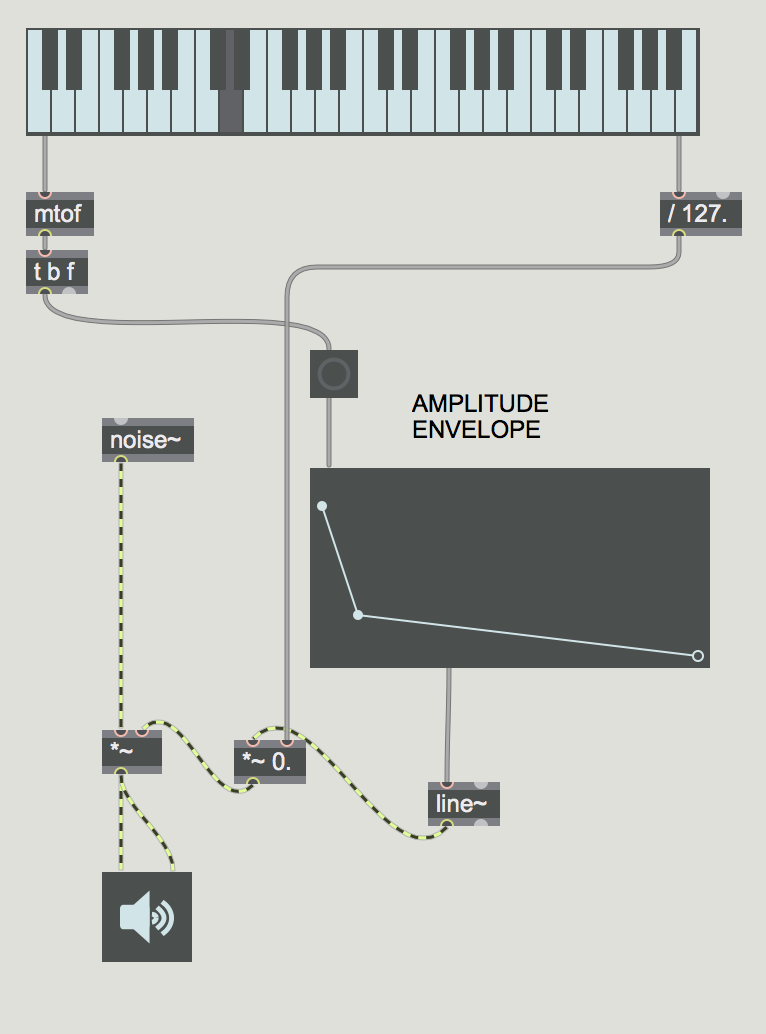 mtof
/ 127.
t b f
AMPLITUDE
ENVELOPE
noise~
*~
*~ 0.
line~